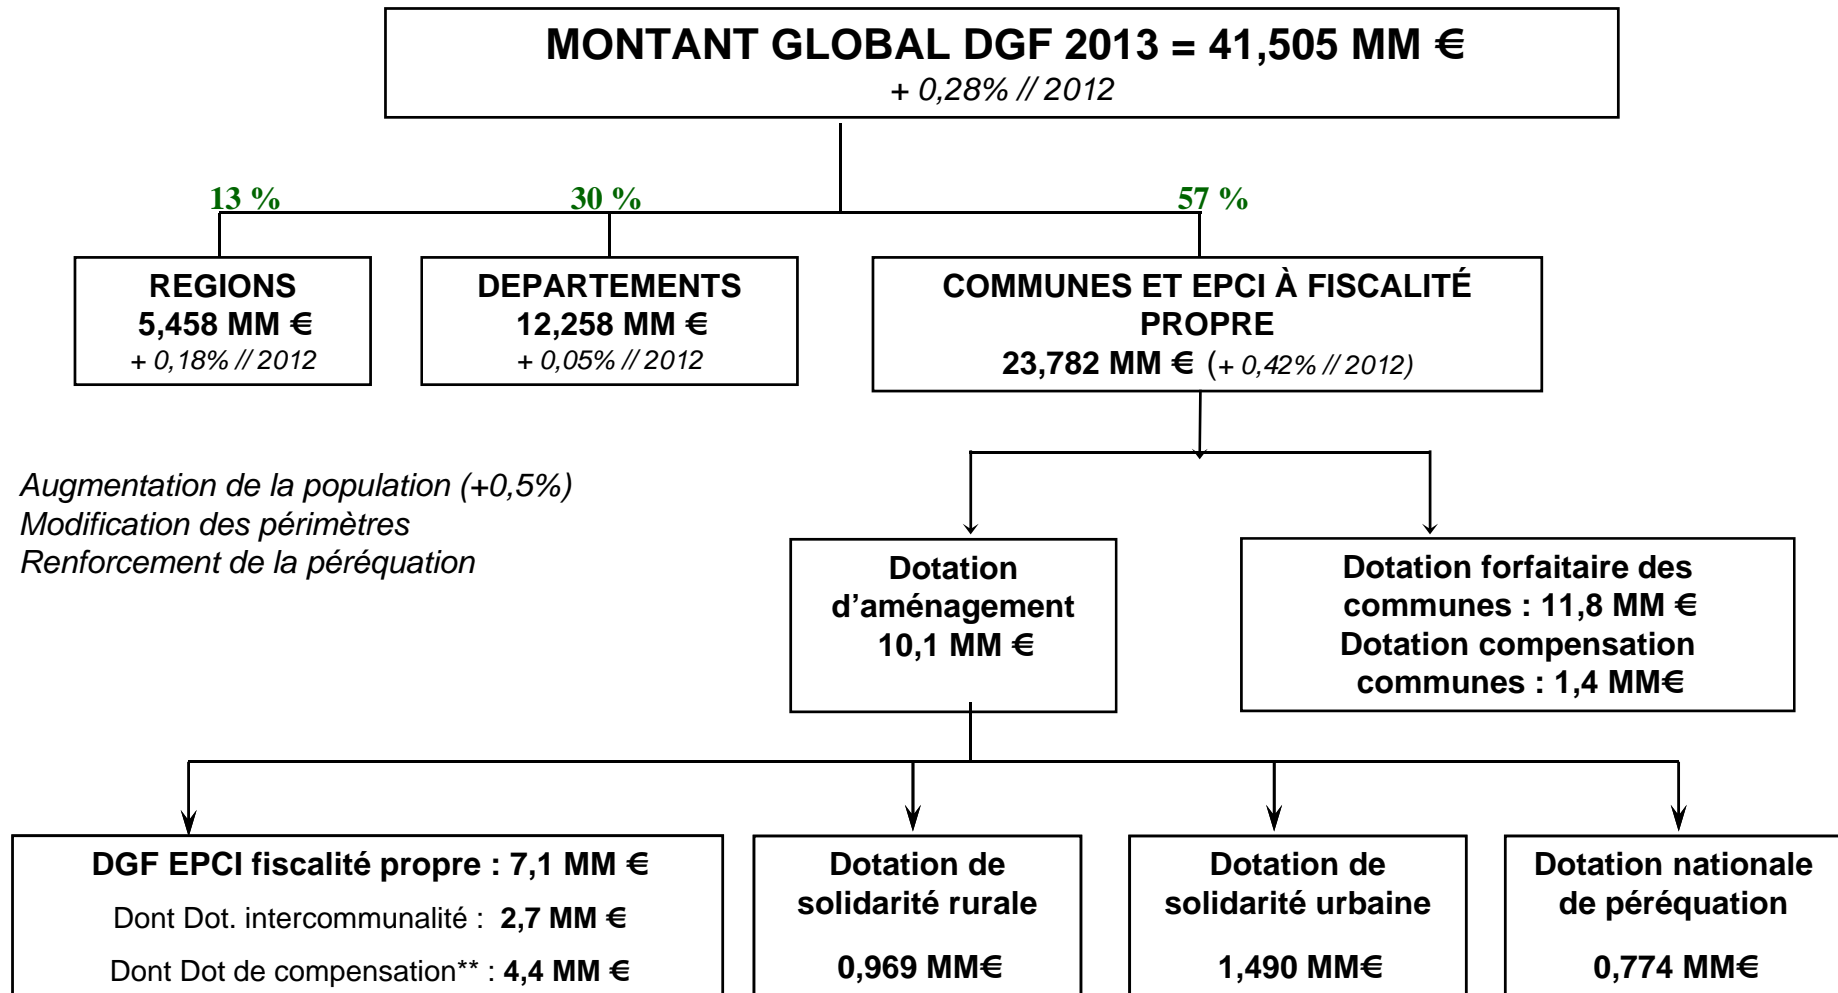 MONTANT GLOBAL DGF 2013 = 41,505 MM €
+ 0,28% // 2012
13 %
30 %
57 %
REGIONS
5,458 MM €
+ 0,18% // 2012
DEPARTEMENTS
12,258 MM €
+ 0,05% // 2012
COMMUNES ET EPCI À FISCALITÉ
PROPRE
23,782 MM € (+ 0,42% // 2012)
Augmentation de la population (+0,5%)
Modification des périmètres
Renforcement de la péréquation
Dotation
d’aménagement
10,1 MM €
Dotation forfaitaire des
communes : 11,8 MM €
Dotation compensation
communes : 1,4 MM€
DGF EPCI fiscalité propre : 7,1 MM €
Dont Dot. intercommunalité : 2,7 MM €
Dont Dot de compensation** : 4,4 MM €
Dotation de
solidarité rurale
0,969 MM€
Dotation de
solidarité urbaine
1,490 MM€
Dotation nationale
de péréquation
0,774 MM€